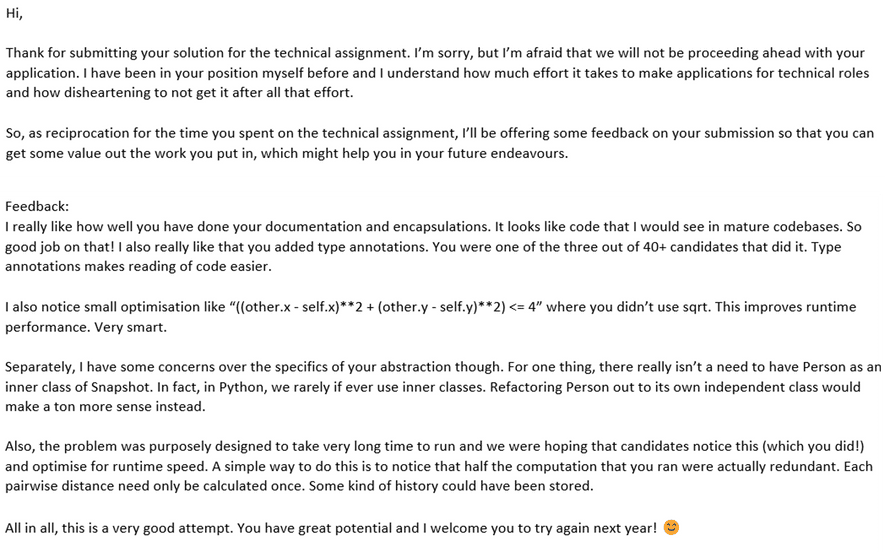 Hi,
Thank for submitting your solution for the technical assignment. I'm sorry, but I'm afraid that we will not be proceeding ahead with your
application. I have been in your position myself before and I understand how much effort it takes to make applications for technical roles
and how disheartening to not get it after all that effort.
So, as reciprocation for the time you spent on the technical assignment, I'll be offering some feedback on your submission so that you can
get some value out the work you put in, which might help you in your future endeavours.
Feedback:
I really like how well you have done your documentation and encapsulations. It looks like code that I would see in mature codebases. So
good job on that! I also really like that you added type annotations. You were one of the three out of 40+ candidates that did it. Type
annotations makes reading of code easier.
I also notice small optimisation like “((other.x - self.x)**2 + (other.y - self.y)**2) <= 4” where you didn't use sqrt. This improves runtime
performance. Very smart.
Separately, I have some concerns over the specifics of your abstraction though. For one thing, there really isn't a need to have Person as an
inner class of Snapshot. In fact, in Python, we rarely if ever use inner classes. Refactoring Person out to its own independent class would
make a ton more sense instead.
Also, the problem was purposely designed to take very long time to run and we were hoping that candidates notice this (which you did!)
and optimise for runtime speed. A simple way to do this is to notice that half the computation that you ran were actually redundant. Each
pairwise distance need only be calculated once. Some kind of history could have been stored.
All in all, this is a very good attempt. You have great potential and I welcome you to try again next year! 😊